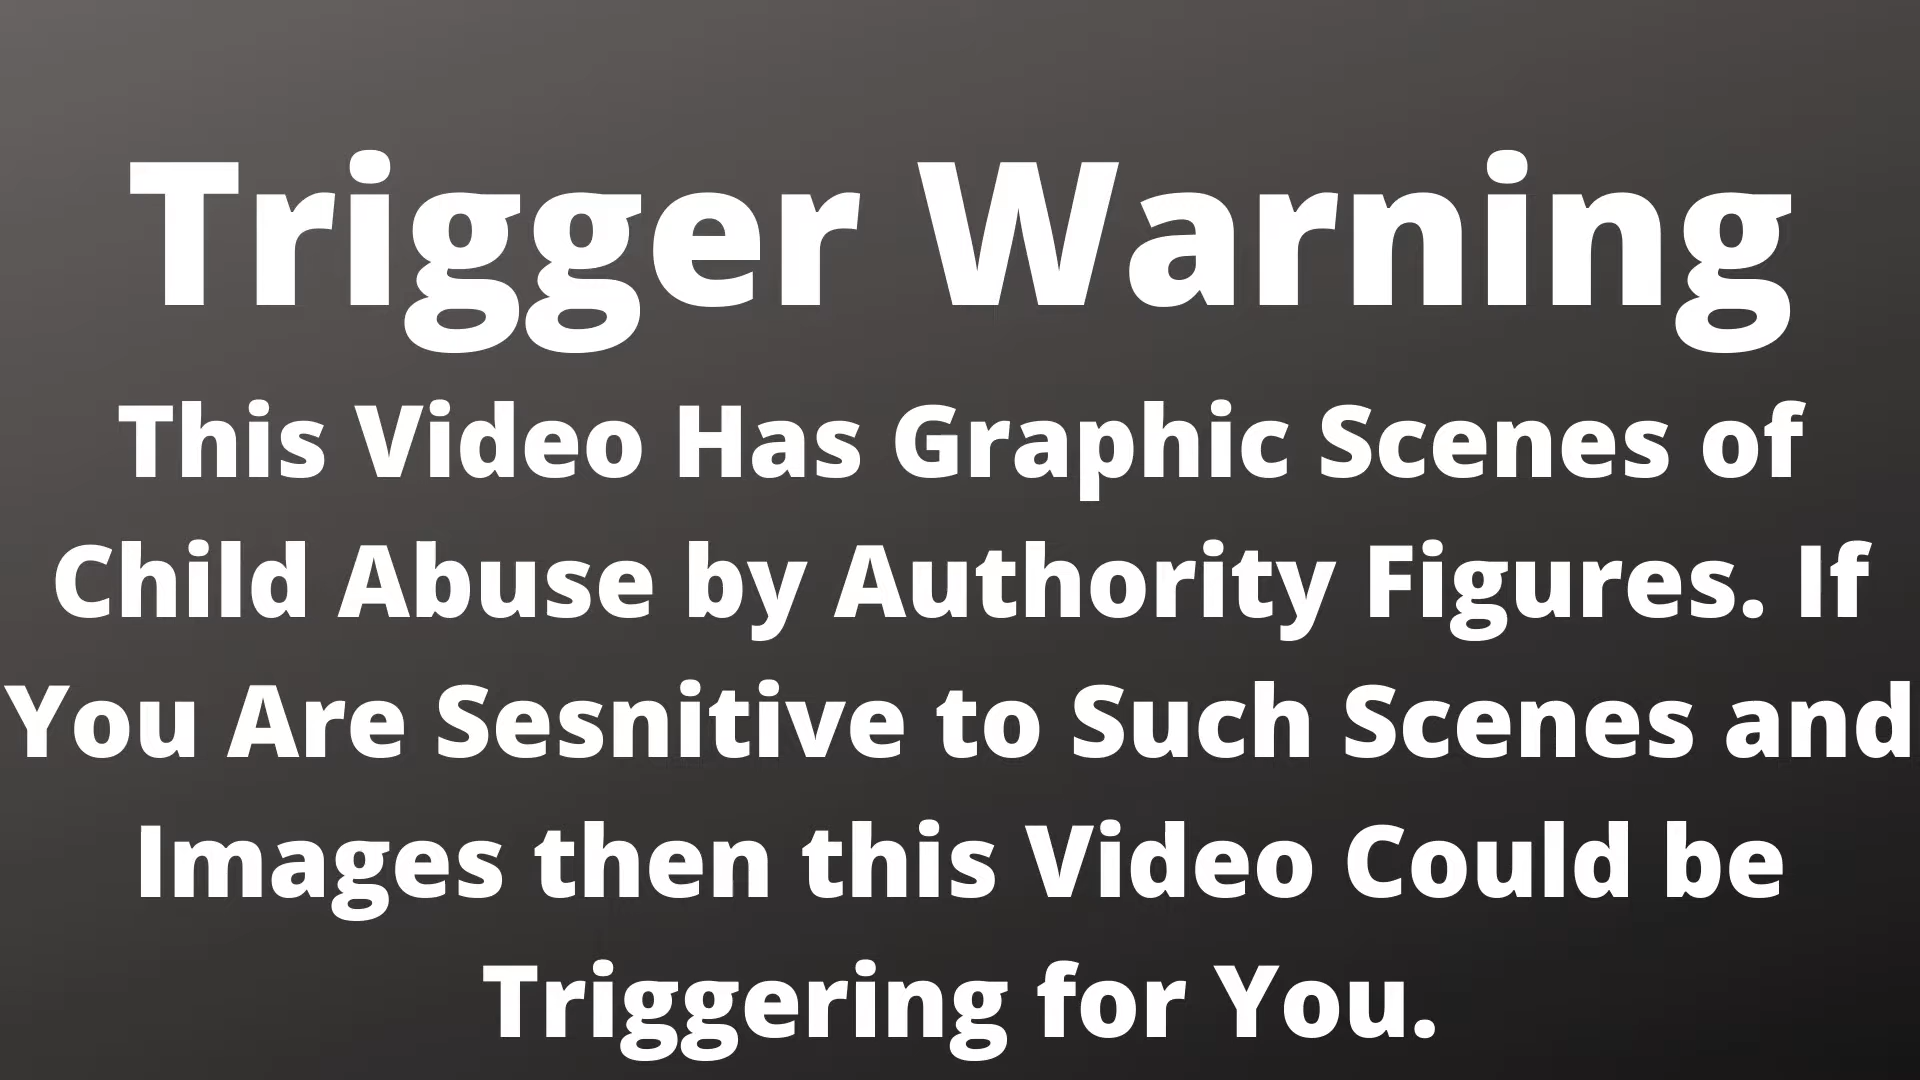 Trigger Warning
This Video Has Graphic Scenes of
Child Abuse by Authority Figures. If
You Are Sesnitive to Such Scenes and
Images then this Video Could be
Triggering for You.